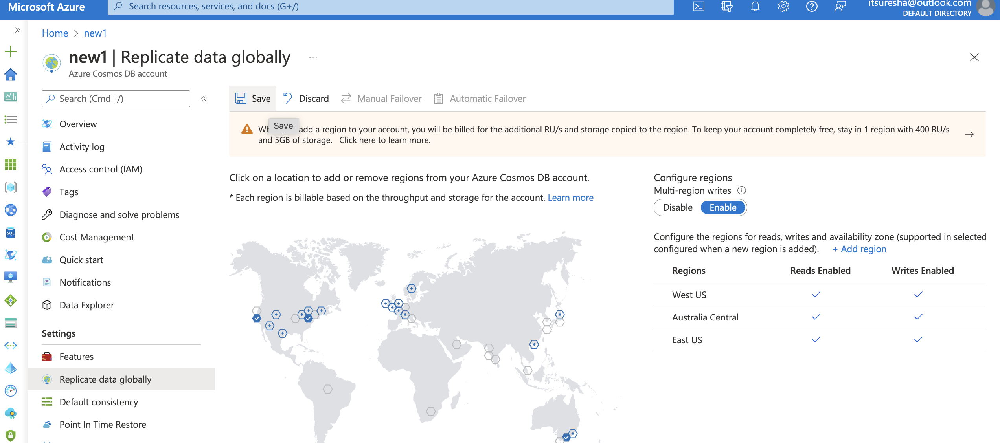 Microsoft Azure
Search resources, services, and docs (G+/)
itsuresha@outlook.com
DEFAULT DIRECTORY
Home > new1
new1 | Replicate data globally ...
Azure Cosmos DB account
Search (Cmd+/)
Overview
Activity log
Access control (IAM)
Tags
Diagnose and solve problems
Cost Management
Quick start
Notifications
Data Explorer
Settings
Features
Replicate data globally
Default consistency
Point In Time Restore
SQL
Save
Discard
Manual Failover
Automatic Failover
Save
add a region to your account, you will be billed for the additional RU/s and storage copied to the region. To keep your account completely free, stay in 1 region with 400 RU/s
and 5GB of storage. Click here to learn more.
Click on a location to add or remove regions from your Azure Cosmos DB account.
* Each region is billable based on the throughput and storage for the account. Learn more
Configure regions
Multi-region writes
Disable Enable
Configure the regions for reads, writes and availability zone (supported in selected
configured when a new region is added). + Add region
Regions Reads Enabled Writes Enabled
West US
Australia Central
East US